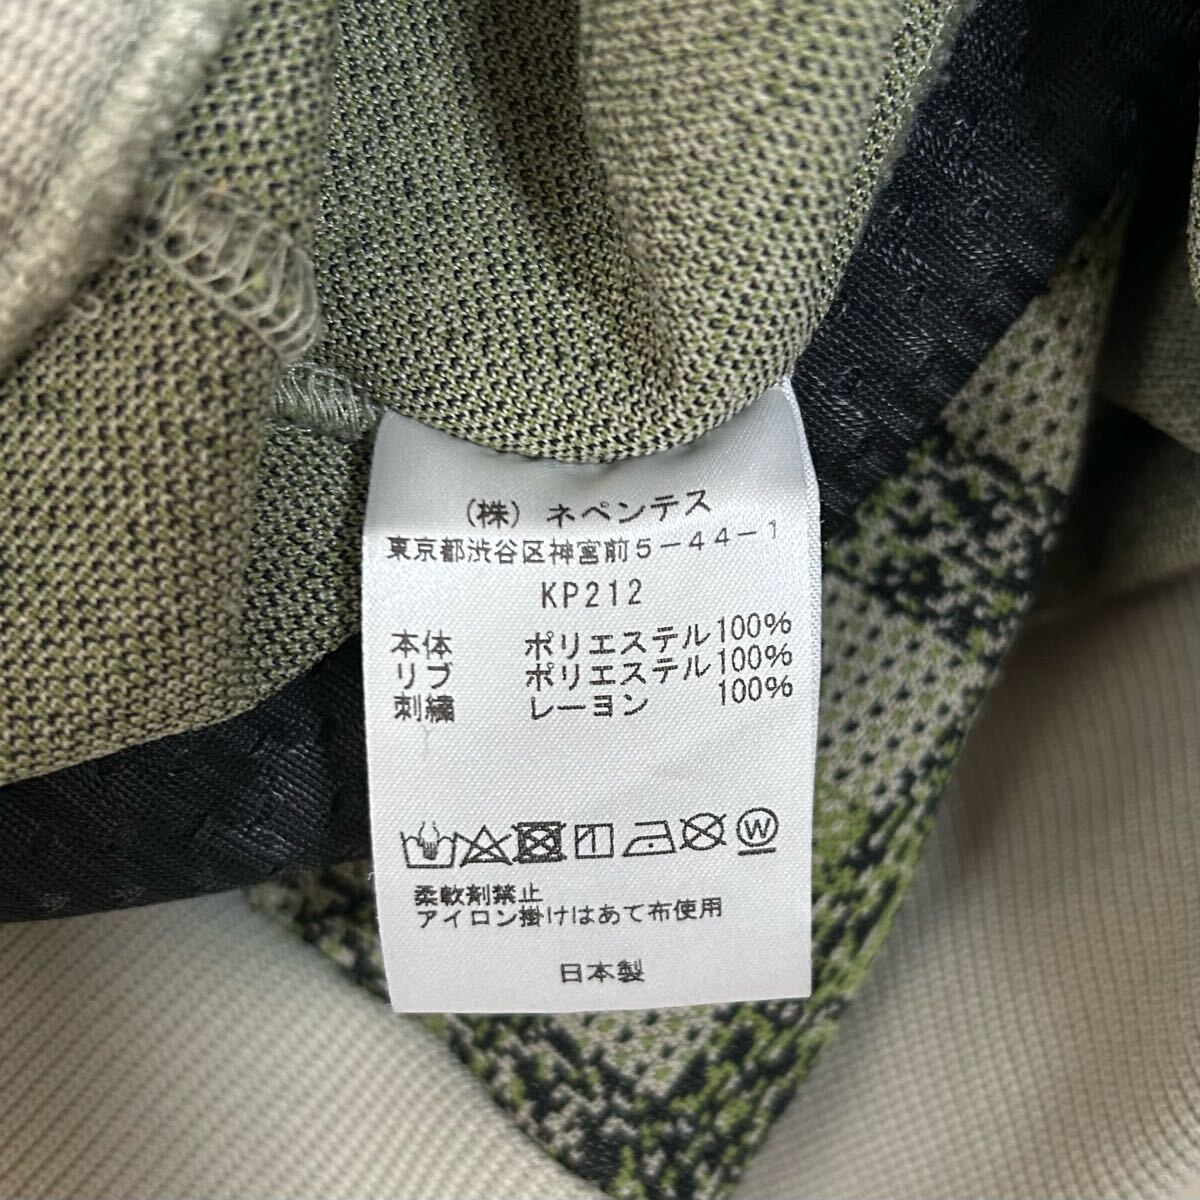 (株) ネペンテス
東京都渋谷区神宮前5-44-1
KP212
本体 ポリエステル100%
リブ ポリエステル100%
刺繍 レーヨン 100%
W
柔軟剤禁止
アイロン掛けはあて布使用
日本製